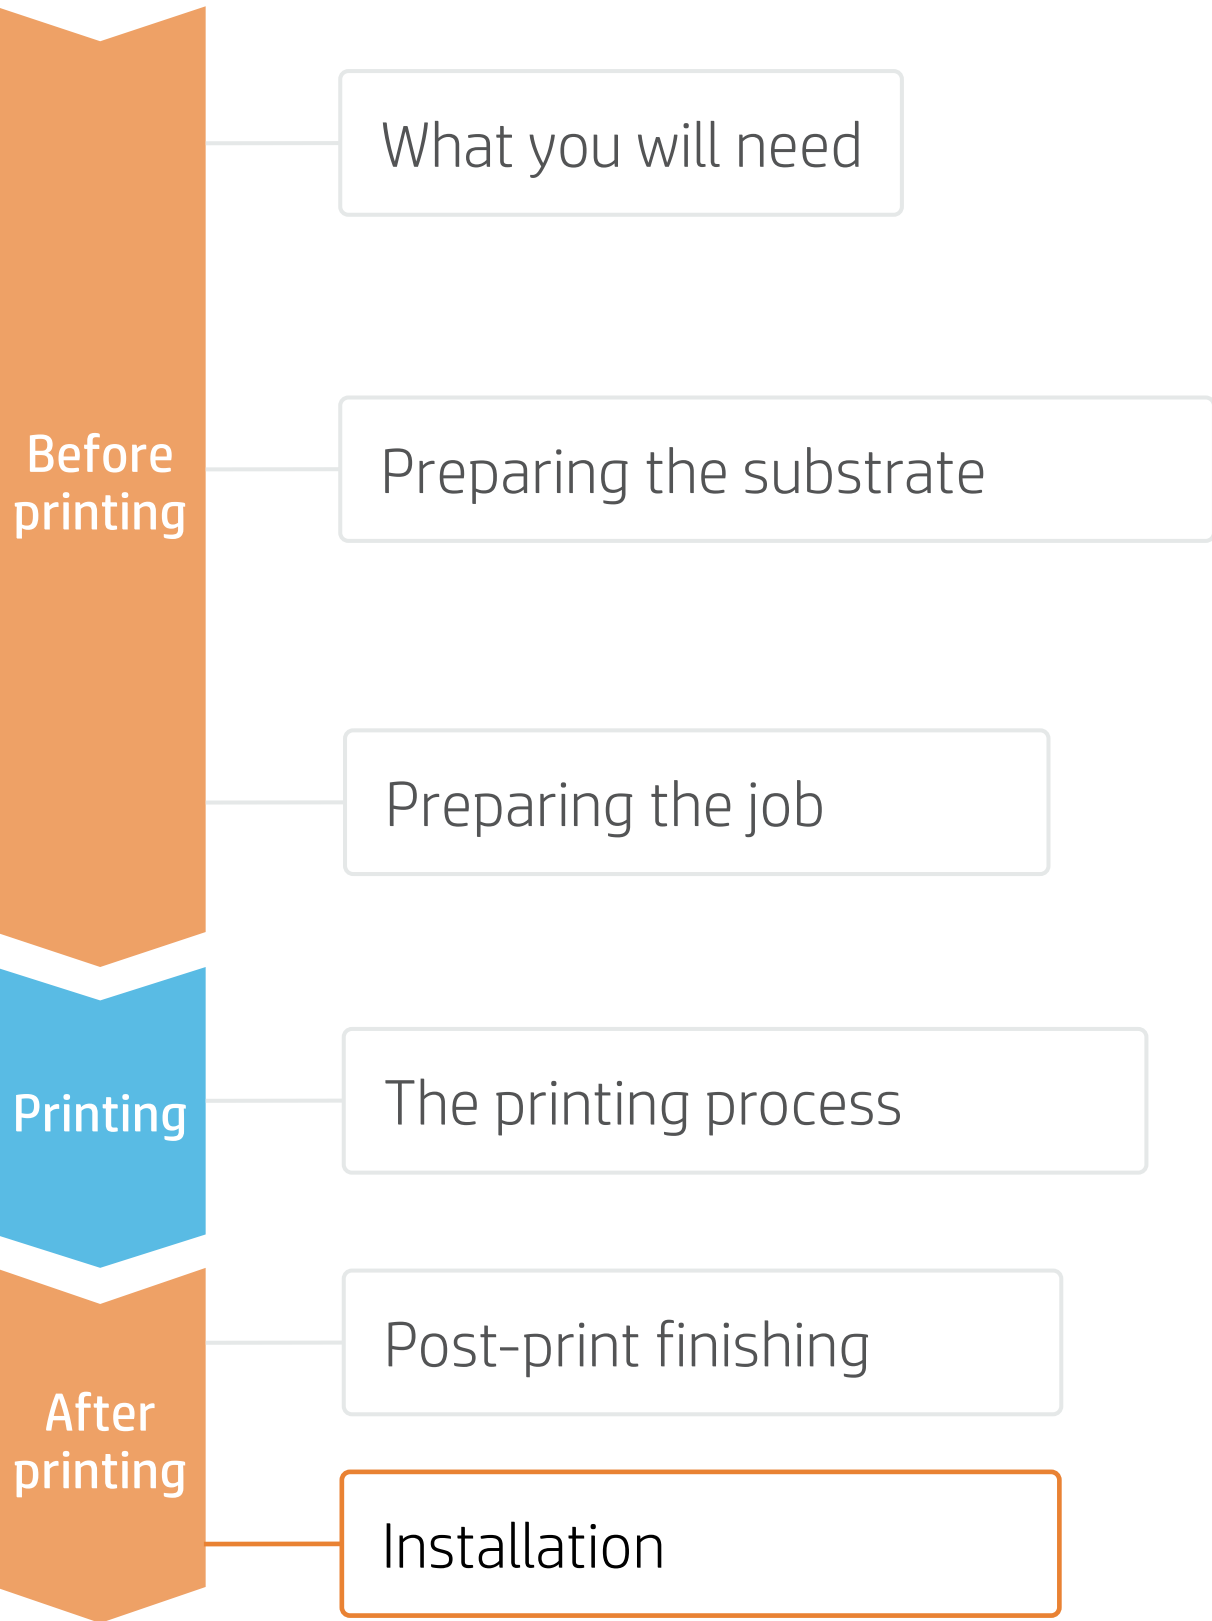 What you will need
Before
printing
Preparing the substrate
Preparing the job
Printing
The printing process
Post-print finishing
After
printing
Installation